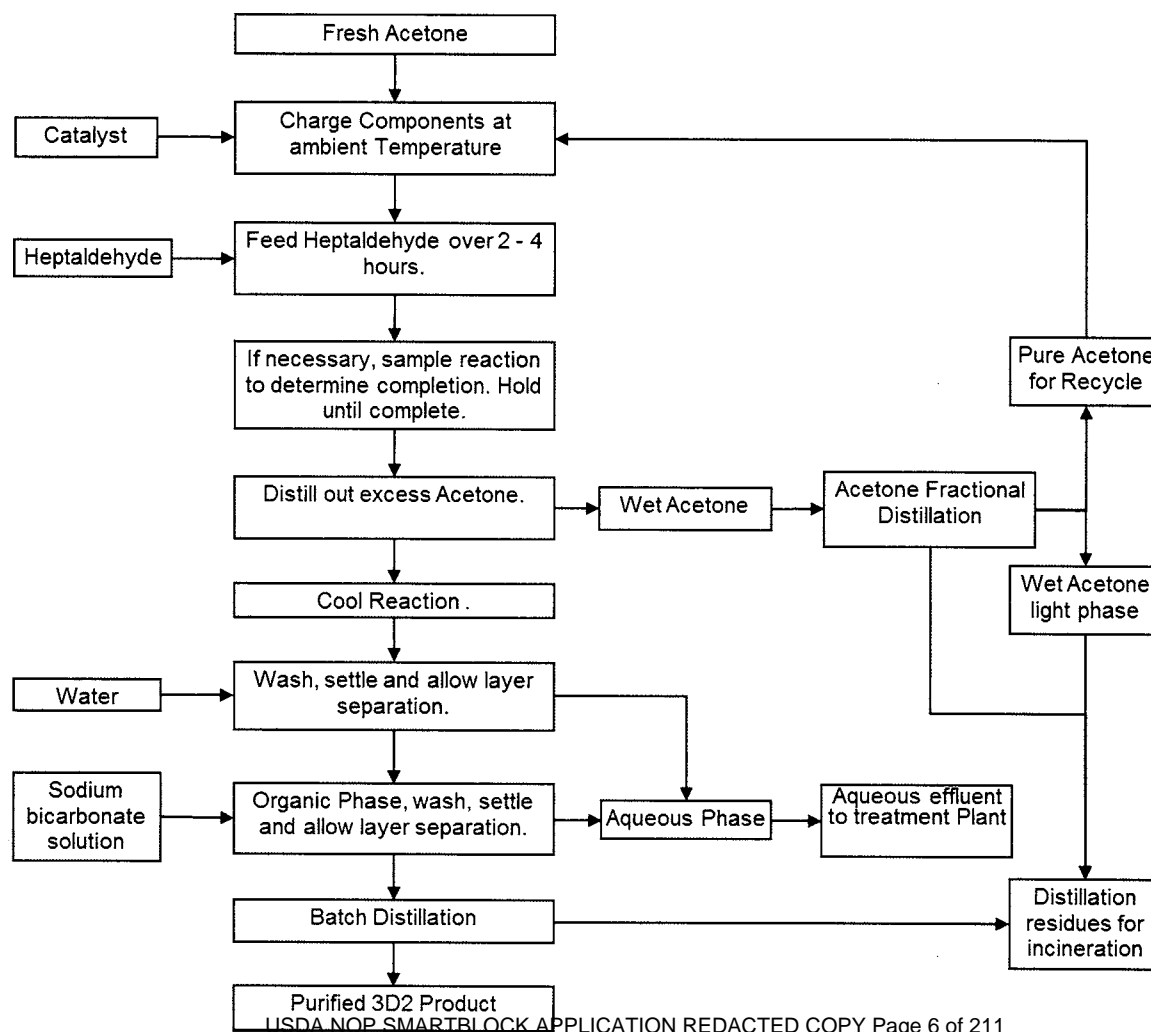 Fresh Acetone
Catalyst
Charge Components at
ambient Temperature
Heptaldehyde
Feed Heptaldehyde over 2 - 4
hours.
If necessary, sample reaction
to determine completion. Hold
until complete.
Pure Acetone
for Recycle
Distill out excess Acetone.
Wet Acetone
Acetone Fractional
Distillation
Cool Reaction .
Wet Acetone
light phase
Water
Wash, settle and allow layer
separation.
Sodium
bicarbonate
solution
Organic Phase, wash, settle
and allow layer separation.
Aqueous Phase
Aqueous effluent
to treatment Plant
Batch Distillation
Distillation
residues for
incineration
Purified 3D2 Product
USDA NOP SMARTBLOCK APPLICATION REDACTED COPY Page 6 of 211